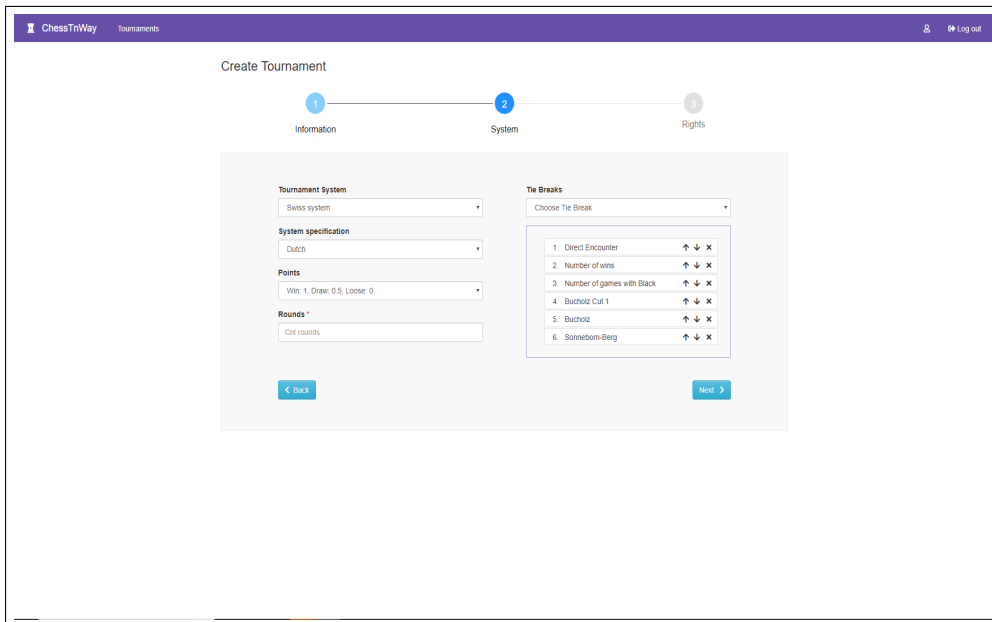 ChessTnWay Tournaments Log out
Create Tournament
1 2 3
Information System Rights
Tournament System
Swiss system
System specification
Dutch
Points
Win: 1, Draw: 0.5, Loose: 0
Rounds *
Cnt rounds
Tie Breaks
Choose Tie Break
1. Direct Encounter
2. Number of wins
3. Number of games with Black
4. Bucholz Cut 1
5. Bucholz
6. Sonneborn-Berg
Back
Next